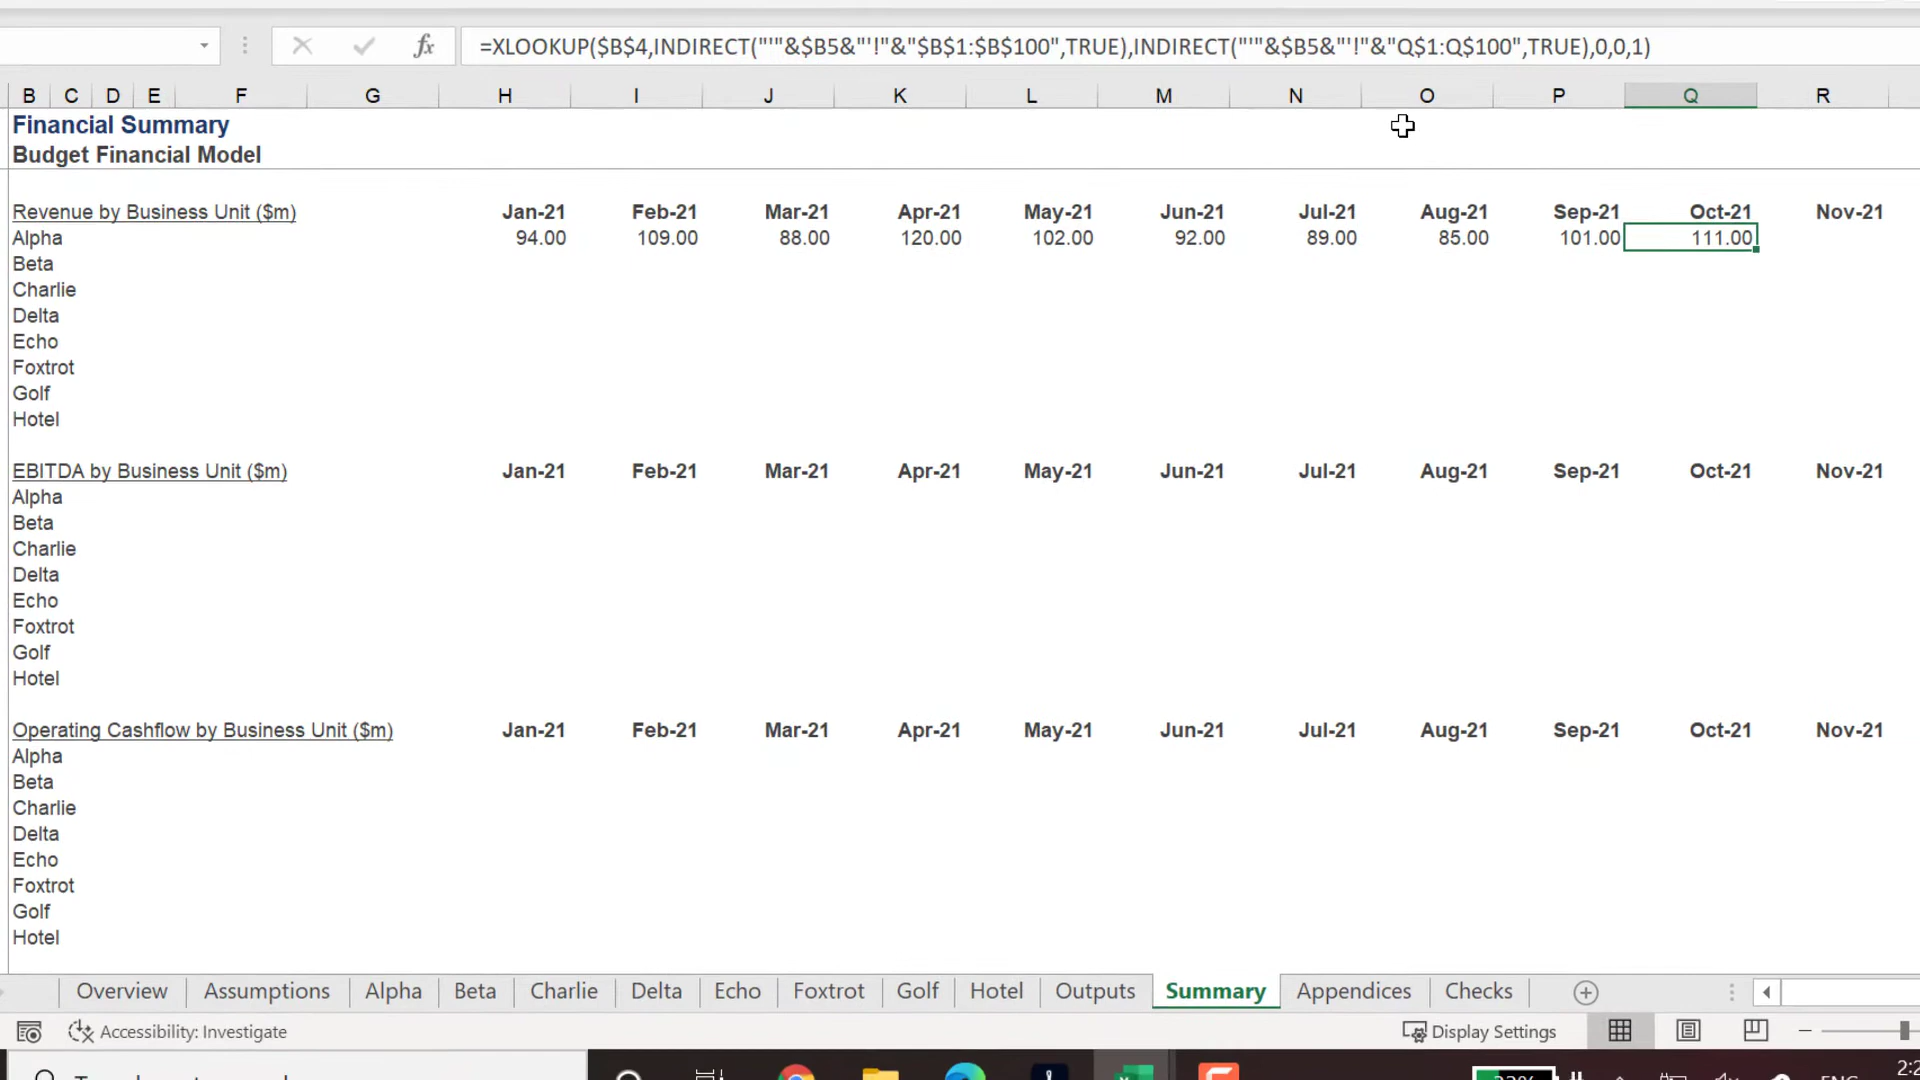 fx =XLOOKUP($B$4,INDIRECT("'"&$B5&"'!"&"$B$1:$B$100",TRUE),INDIRECT("'"&$B5&"'!"&"Q$1:Q$100",TRUE),0,0,1)
B C D E F G H I J K L M N O P Q R
Financial Summary
Budget Financial Model
Revenue by Business Unit ($m) Jan-21 Feb-21 Mar-21 Apr-21 May-21 Jun-21 Jul-21 Aug-21 Sep-21 Oct-21 Nov-21
Alpha 94.00 109.00 88.00 120.00 102.00 92.00 89.00 85.00 101.00 111.00
Beta
Charlie
Delta
Echo
Foxtrot
Golf
Hotel
EBITDA by Business Unit ($m) Jan-21 Feb-21 Mar-21 Apr-21 May-21 Jun-21 Jul-21 Aug-21 Sep-21 Oct-21 Nov-21
Alpha
Beta
Charlie
Delta
Echo
Foxtrot
Golf
Hotel
Operating Cashflow by Business Unit ($m) Jan-21 Feb-21 Mar-21 Apr-21 May-21 Jun-21 Jul-21 Aug-21 Sep-21 Oct-21 Nov-21
Alpha
Beta
Charlie
Delta
Echo
Foxtrot
Golf
Hotel
Overview Assumptions Alpha Beta Charlie Delta Echo Foxtrot Golf Hotel Outputs Summary Appendices Checks
Accessibility: Investigate Display Settings